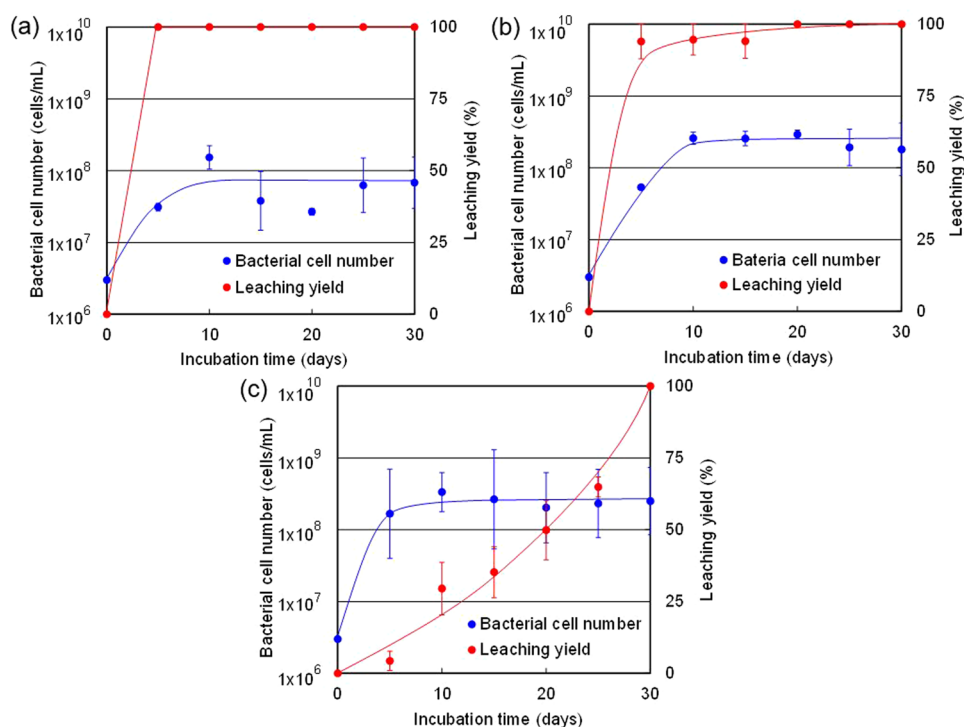 (a)
1x10^10
1x10^9
1x10^8
1x10^7
1x10^6
Bacterial cell number (cells/mL)
100
75
50
25
0
Leaching yield (%)
Bacterial cell number
Leaching yield
0 10 20 30
Incubation time (days)
(b)
1x10^10
1x10^9
1x10^8
1x10^7
1x10^6
Bacterial cell number (cells/mL)
100
75
50
25
0
Leaching yield (%)
Bateria cell number
Leaching yield
0 10 20 30
Incubation time (days)
(c)
1x10^10
1x10^9
1x10^8
1x10^7
1x10^6
Bacterial cell number (cells/mL)
100
75
50
25
0
Leaching yield (%)
Bacterial cell number
Leaching yield
0 10 20 30
Incubation time (days)